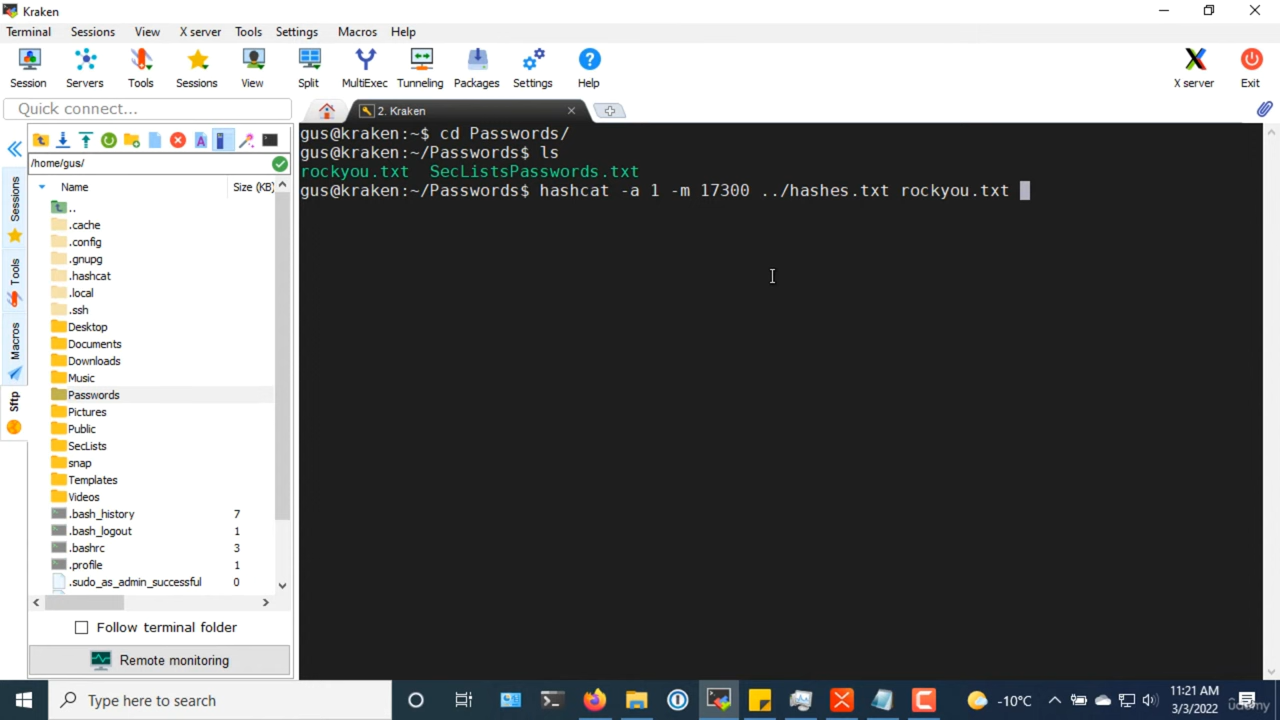 Kraken
Terminal Sessions View X server Tools Settings Macros Help
Session Servers Tools Sessions View Split MultiExec Tunneling Packages Settings Help X server Exit
Quick connect...
2. Kraken
/home/gus/
Name Size (KB)
..
.cache
.config
.gnupg
.hashcat
.local
.ssh
Desktop
Documents
Downloads
Music
Passwords
Pictures
Public
SecLists
snap
Templates
Videos
.bash_history 7
.bash_logout 1
.bashrc 3
.profile 1
.sudo_as_admin_successful 0
Follow terminal folder
Remote monitoring
Sessions
Tools
Macros
Sftp
gus@kraken:~$ cd Passwords/
gus@kraken:~/Passwords$ ls
rockyou.txt SecListsPasswords.txt
gus@kraken:~/Passwords$ hashcat -a 1 -m 17300 ../hashes.txt rockyou.txt
Type here to search
-10°C
11:21 AM
3/3/2022
udemy